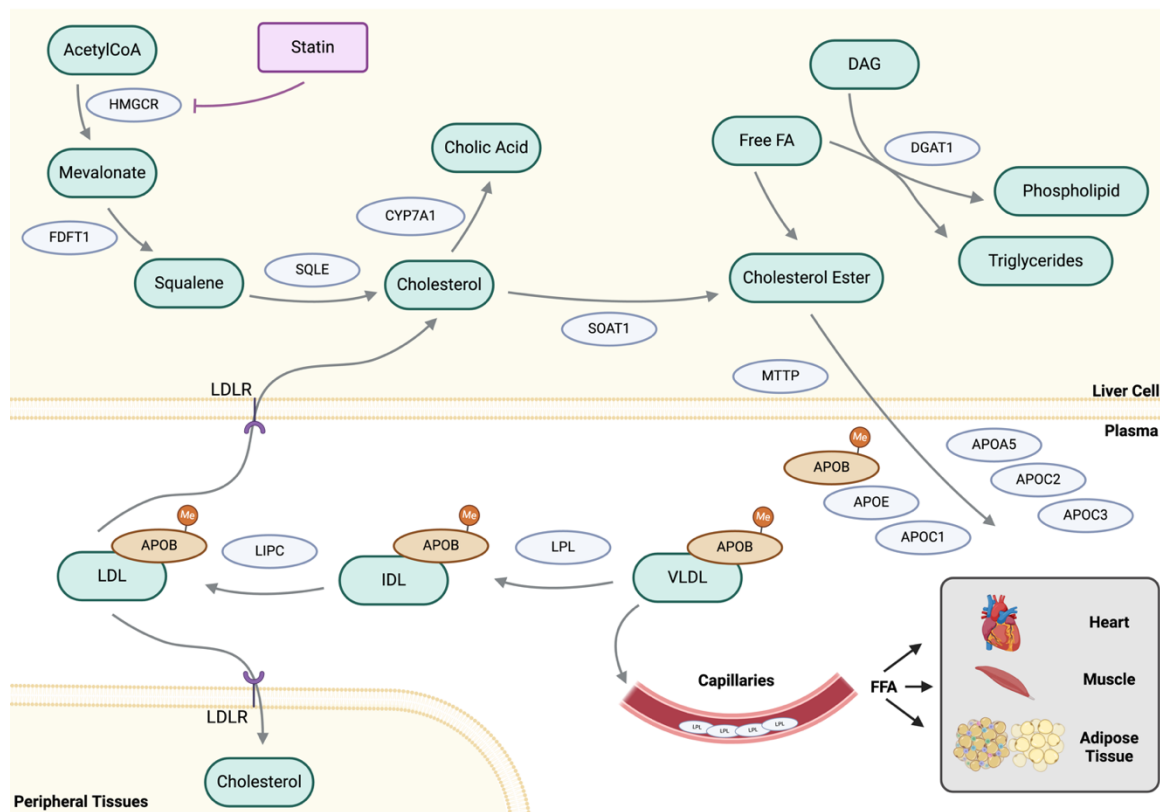 AcetylCoA
Statin
HMGCR
DAG
Cholic Acid
Free FA
DGAT1
Mevalonate
Phospholipid
CYP7A1
FDFT1
SQLE
Triglycerides
Squalene
Cholesterol
Cholesterol Ester
SOAT1
MTTP
LDLR
Liver Cell
Plasma
Me
APOB
APOA5
APOC2
APOE
APOC3
APOC1
Me
APOB
LDL
LIPC
Me
APOB
IDL
LPL
Me
APOB
VLDL
Heart
Capillaries
FFA
Muscle
LPL
LPL
LPL
LPL
LDLR
Adipose
Tissue
Cholesterol
Peripheral Tissues